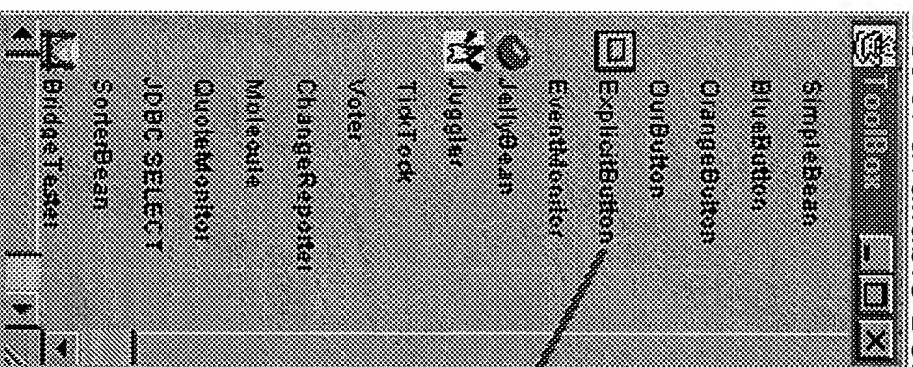 ToolBox
SimpleBean
BlueButton
OrangeButton
OurButton
EventMonitor
ExplicitButton
JellyBean
Juggler
TickTock
Voter
ChangeReporter
Molecule
QuoteMonitor
JDBC SELECT
SorterBean
BridgeTester